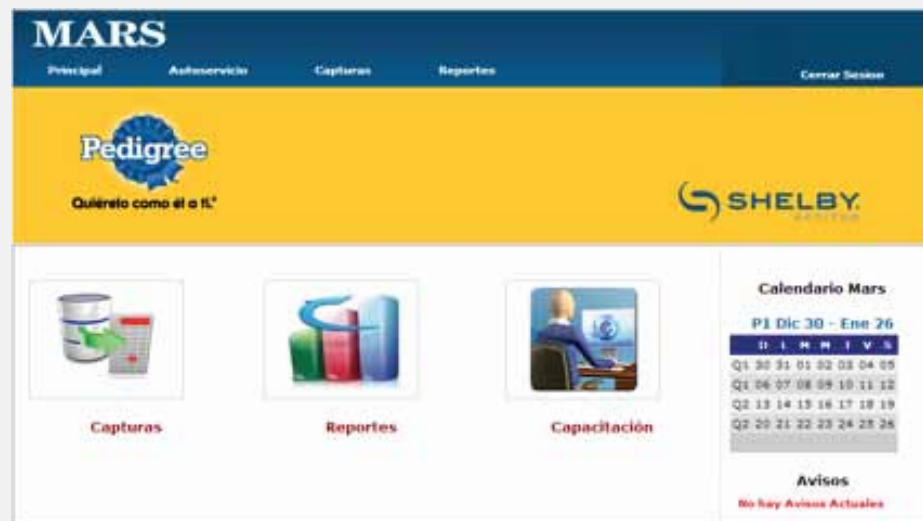 MARS
Principal Autoservicio Capturas Reportes Cerrar Sesion
Pedigree
Quiérelo como él a ti.®
SHELBY.
Capturas Reportes Capacitación
Calendario Mars
P1 Dic 30 - Ene 26
D L M M J V S
Q1 30 31 01 02 03 04 05
Q1 06 07 08 09 10 11 12
Q2 13 14 15 16 17 18 19
Q2 20 21 22 23 24 25 26
Avisos
No hay Avisos Actuales